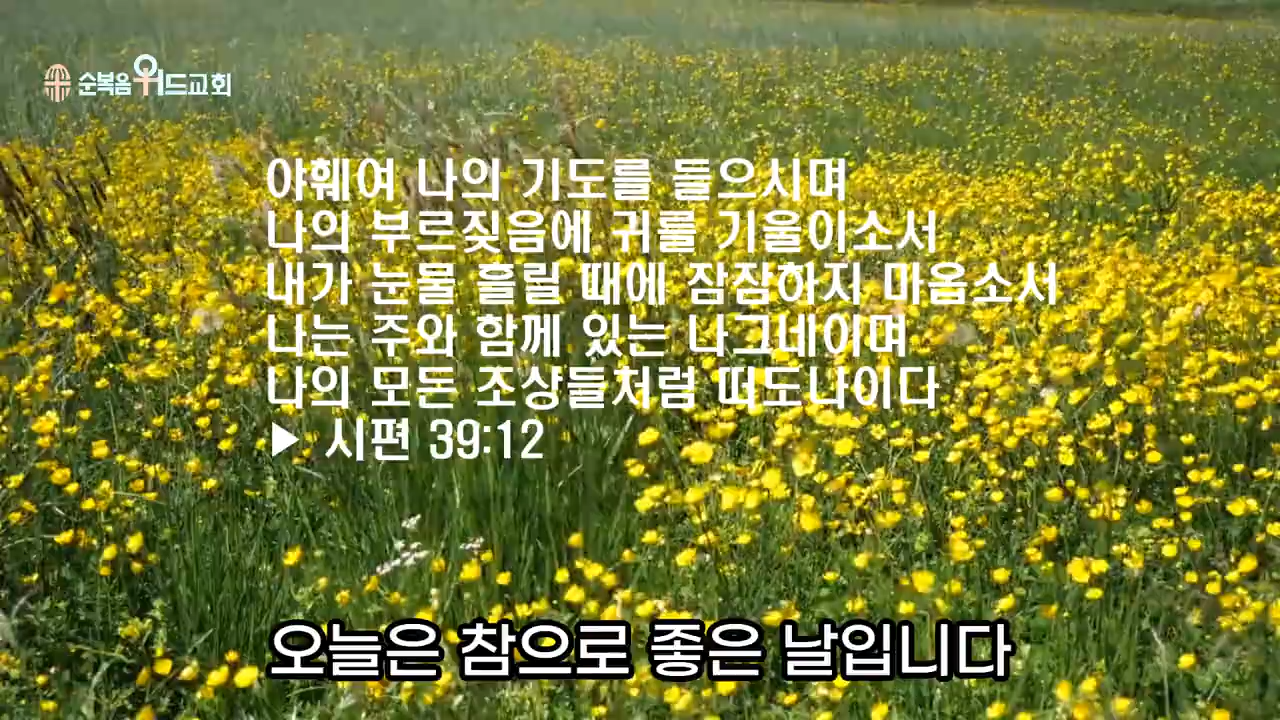 순복음위드교회
야훼여 나의 기도를 들으시며
나의 부르짖음에 귀를 기울이소서
내가 눈물 흘릴 때에 잠잠하지 마옵소서
나는 주와 함께 있는 나그네이며
나의 모든 조상들처럼 떠도나이다
▶ 시편 39:12
오늘은 참으로 좋은 날입니다